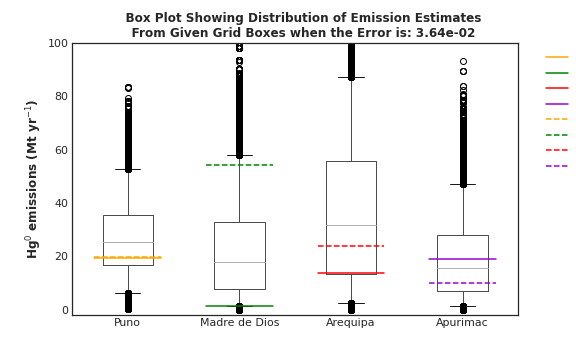 Box Plot Showing Distribution of Emission Estimates
From Given Grid Boxes when the Error is: 3.64e-02
Hg⁰ emissions (Mt yr⁻¹)
100
80
60
40
20
0
Puno Madre de Dios Arequipa Apurimac